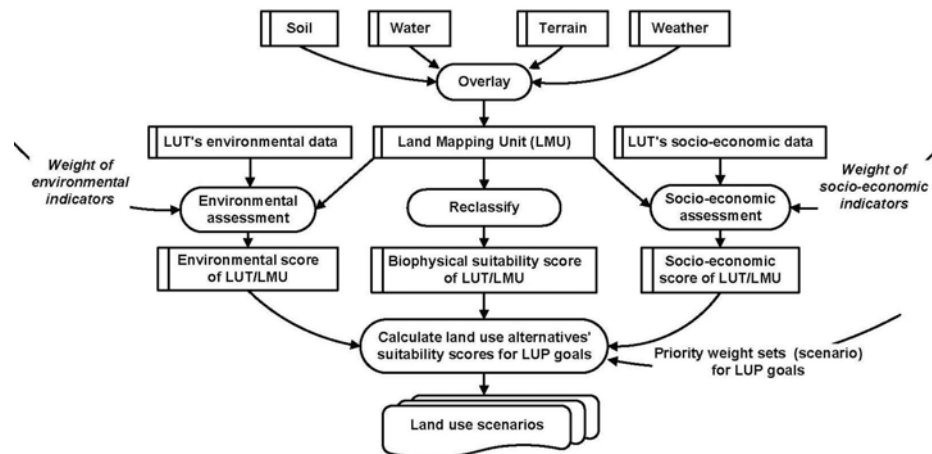 Soil
Water
Terrain
Weather
Overlay
LUT's environmental data
Land Mapping Unit (LMU)
LUT's socio-economic data
Weight of
environmental
indicators
Environmental
assessment
Reclassify
Socio-economic
assessment
Weight of
socio-economic
indicators
Environmental score
of LUT/LMU
Biophysical suitability score
of LUT/LMU
Socio-economic
score of LUT/LMU
Calculate land use alternatives'
suitability scores for LUP goals
Priority weight sets (scenario)
for LUP goals
Land use scenarios